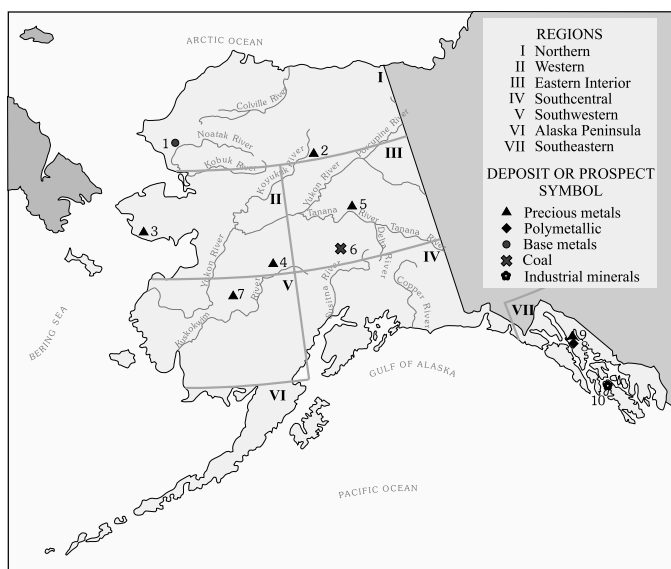 ARCTIC OCEAN
REGIONS
I Northern
II Western
III Eastern Interior
IV Southcentral
V Southwestern
VI Alaska Peninsula
VII Southeastern
DEPOSIT OR PROSPECT
SYMBOL
Precious metals
Polymetallic
Base metals
Coal
Industrial minerals
I
Colville River
Noatak River
1
Kobuk River
2
Koyukuk River
Porcupine River
III
II
Yukon River
5
3
Tanana River
Tanana River
Delta River
6
IV
4
Yukon River
V
7
Kuskokwim River
Susitna River
Copper River
VII
9
8
10
BERING SEA
GULF OF ALASKA
VI
PACIFIC OCEAN